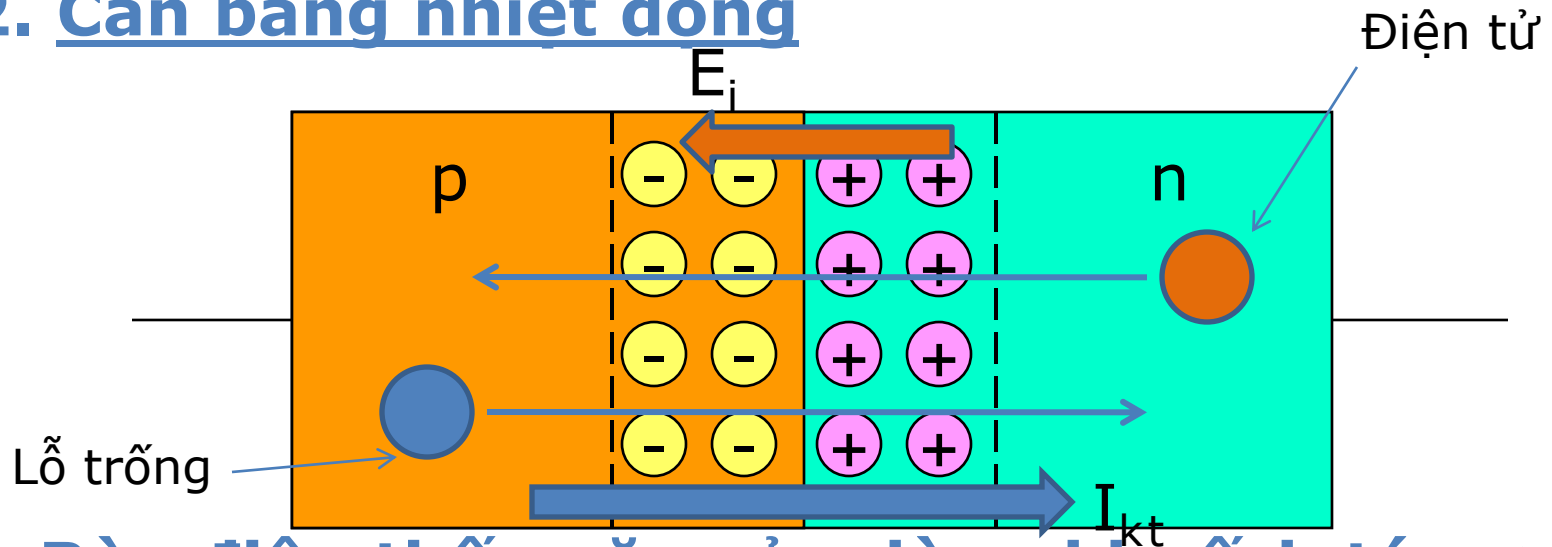 2. Cân bằng nhiệt động
Điện tử
Ei
p
n
- - + +
- - + +
- - + +
- - + +
Lỗ trống
Ikt